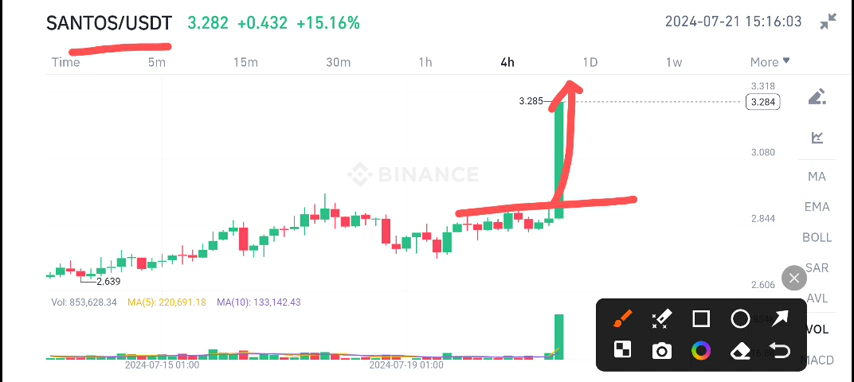 SANTOS/USDT 3.282 +0.432 +15.16% 2024-07-21 15:16:03
Time 5m 15m 30m 1h 4h 1D 1w More
3.318
3.285 3.284
3.080
BINANCE
MA
EMA
2.844
BOLL
SAR
2.639 2.606
AVL
Vol: 853,628.34 MA(5): 220,691.18 MA(10): 133,142.43
VOL
MACD
2024-07-15 01:00 2024-07-19 01:00